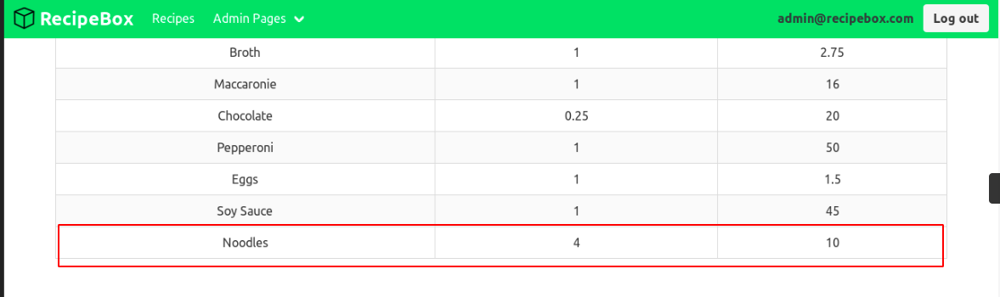 RecipeBox Recipes Admin Pages admin@recipebox.com Log out
Broth 1 2.75
Maccaronie 1 16
Chocolate 0.25 20
Pepperoni 1 50
Eggs 1 1.5
Soy Sauce 1 45
Noodles 4 10